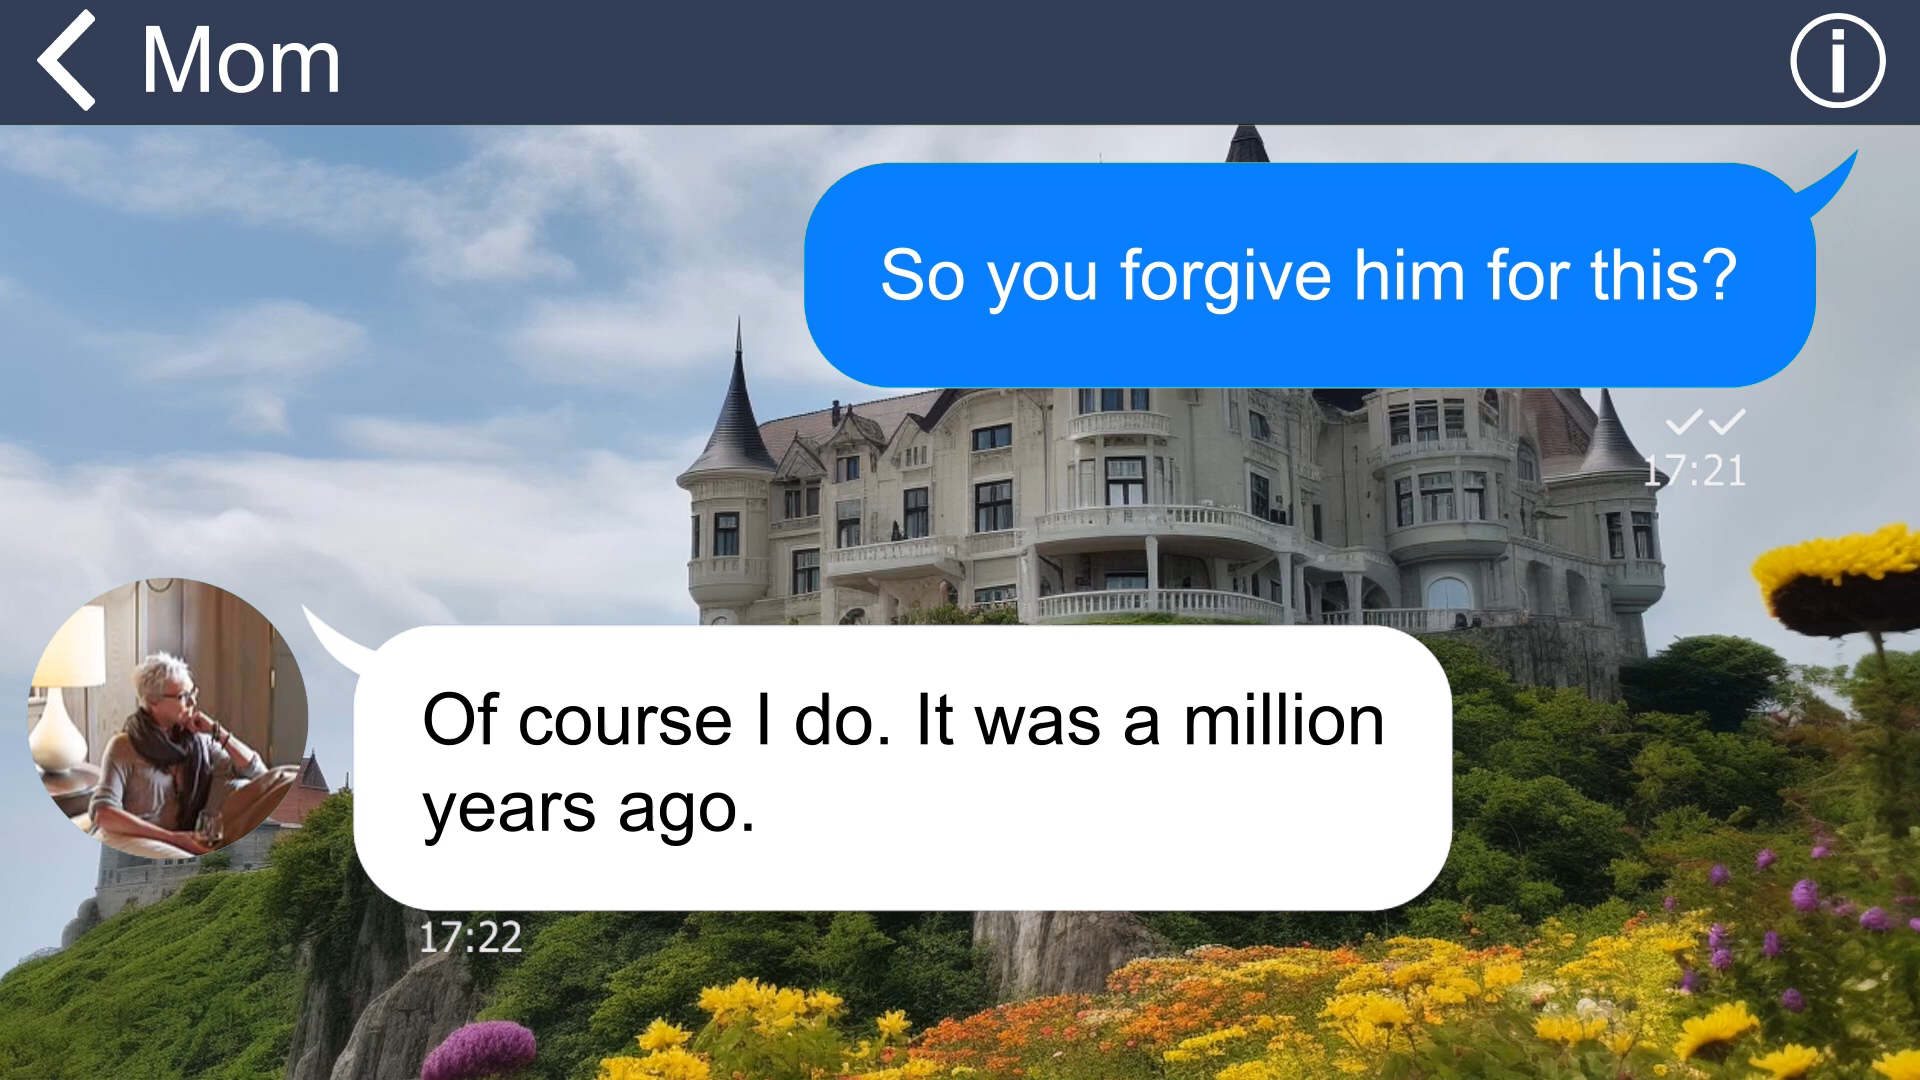 Mom
So you forgive him for this?
17:21
Of course I do. It was a million
years ago.
17:22